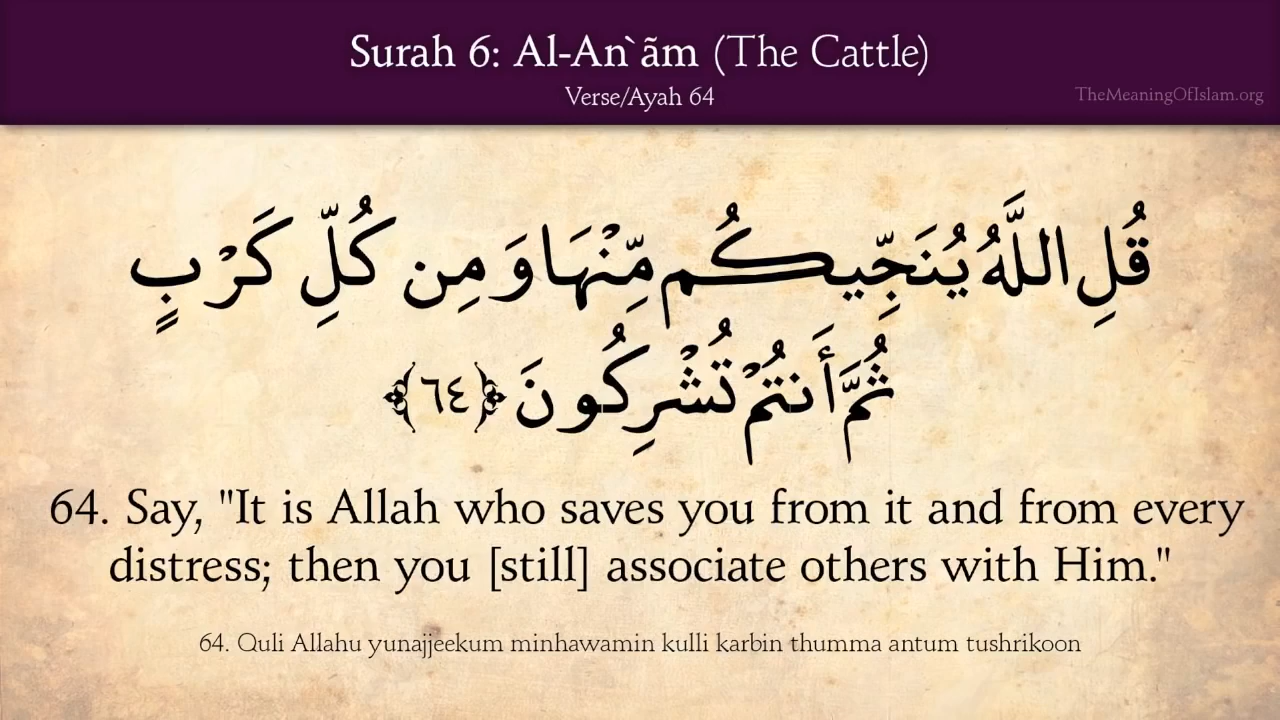 Surah 6: Al-An`ãm (The Cattle)
Verse/Ayah 64
TheMeaningOfIslam.org
قُلِ اللَّهُ يُنَجِّيكُم مِّنْهَا وَمِن كُلِّ كَرْبٍ
ثُمَّ أَنتُمْ تُشْرِكُونَ ﴿٦٤﴾
64. Say, "It is Allah who saves you from it and from every
distress; then you [still] associate others with Him."
64. Quli Allahu yunajjeekum minhawamin kulli karbin thumma antum tushrikoon